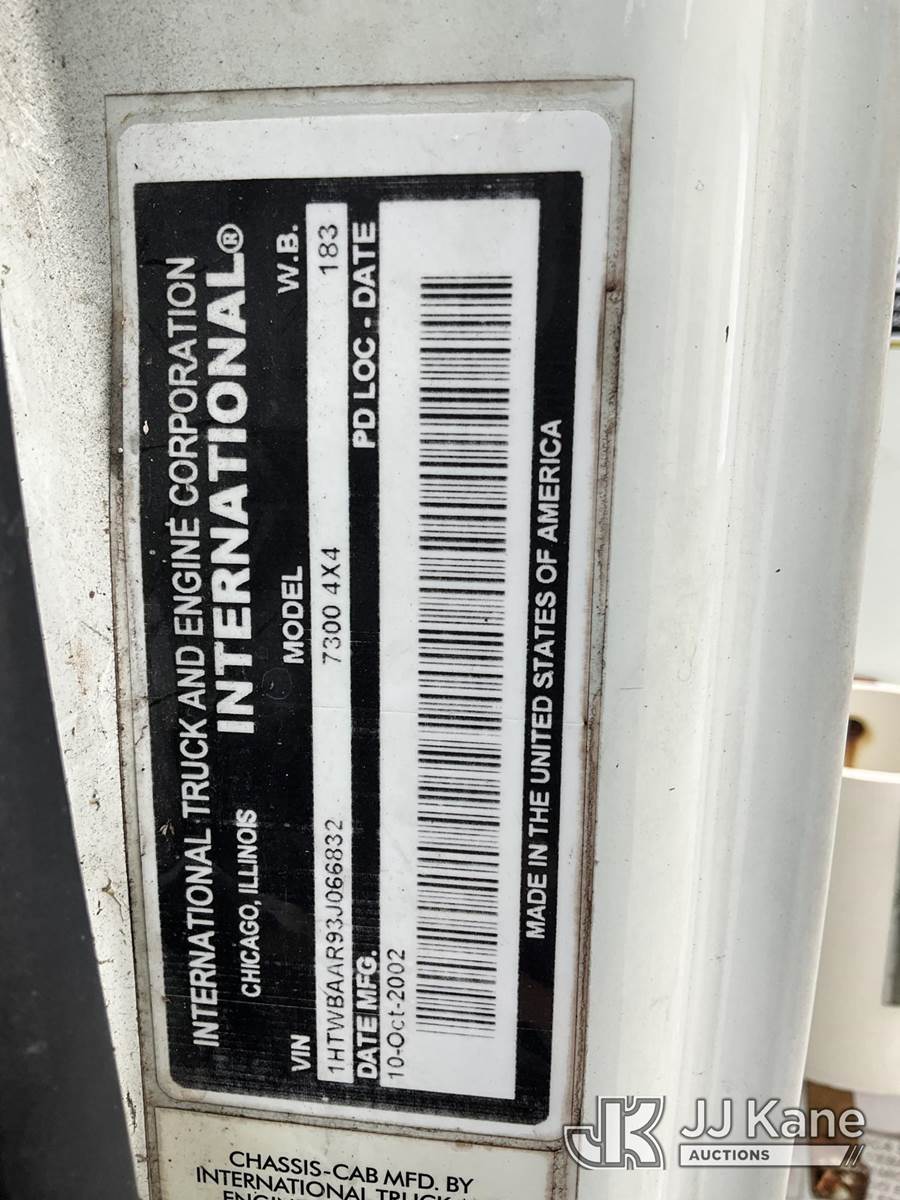 INTERNATIONAL TRUCK AND ENGINE CORPORATION
CHICAGO, ILLINOIS INTERNATIONAL®
VIN MODEL W.B.
1HTWBAAR93J066832 7300 4X4 183
DATE MFG. PD LOC - DATE
10-Oct-2002
MADE IN THE UNITED STATES OF AMERICA
CHASSIS-CAB MFD. BY
INTERNATIONAL TRUCK
JK JJ Kane
AUCTIONS